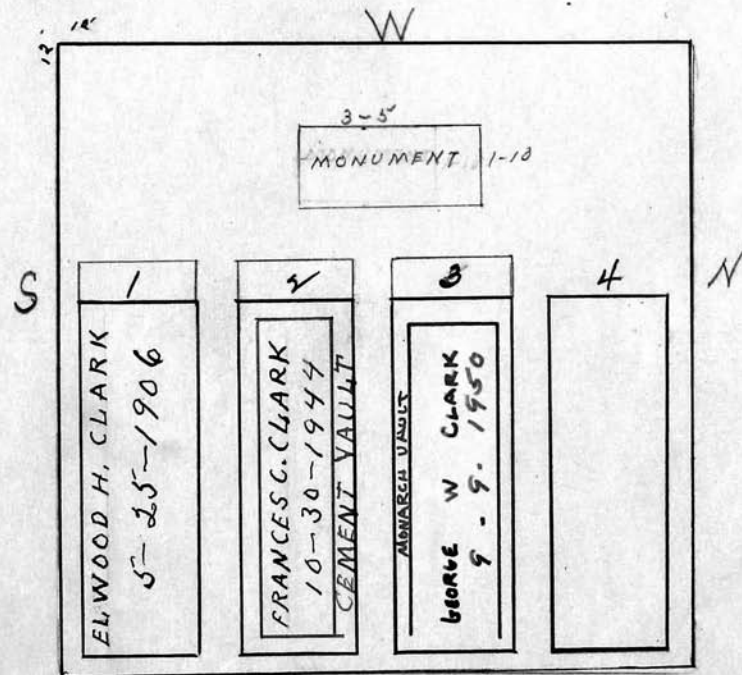 12'
12'
W
3-5
MONUMENT
1-10
S
N
1
2
3
4
ELWOOD H. CLARK
5-25-1906
FRANCES C. CLARK
10-30-1944
CEMENT VAULT
MONARCH VAULT
GEORGE W CLARK
9-9-1950